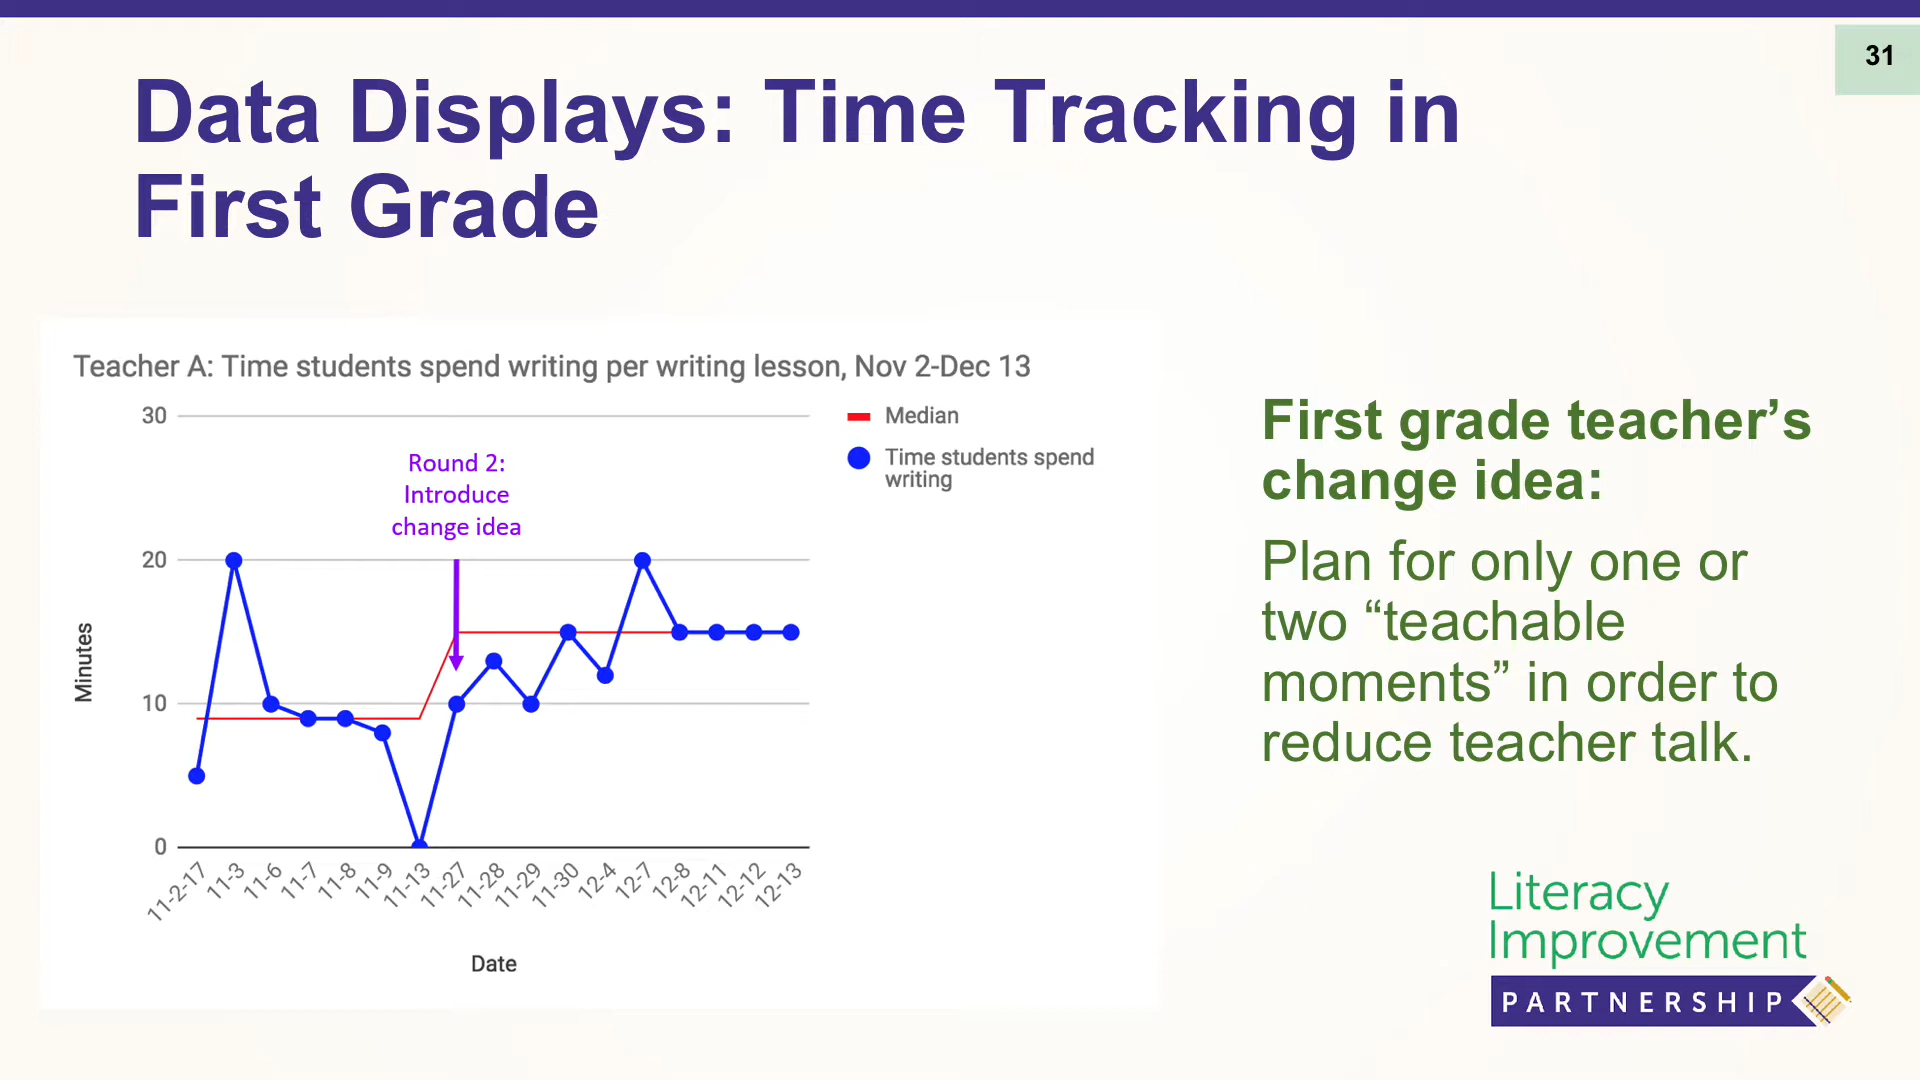 31
Data Displays: Time Tracking in
First Grade
Teacher A: Time students spend writing per writing lesson, Nov 2-Dec 13
30
20
10
0
Minutes
Round 2:
Introduce
change idea
Median
Time students spend
writing
11-2-17
11-3
11-6
11-7
11-8
11-9
11-13
11-27
11-28
11-29
11-30
12-4
12-7
12-8
12-11
12-12
12-13
Date
First grade teacher’s
change idea:
Plan for only one or
two “teachable
moments” in order to
reduce teacher talk.
Literacy
Improvement
PARTNERSHIP